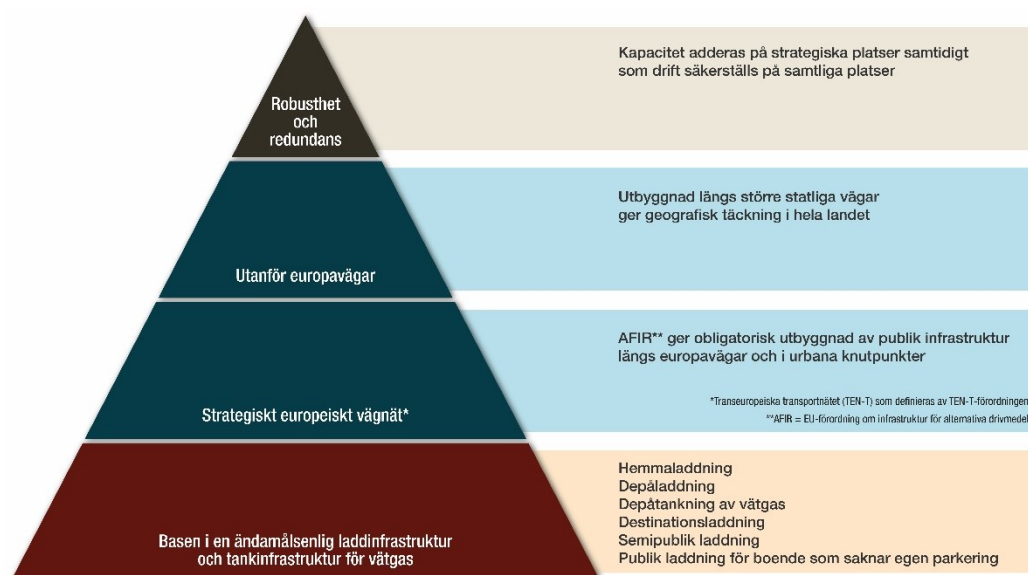 Robusthet
och
redundans
Kapacitet adderas på strategiska platser samtidigt
som drift säkerställs på samtliga platser
Utanför europavägar
Utbyggnad längs större statliga vägar
ger geografisk täckning i hela landet
Strategiskt europeiskt vägnät*
AFIR** ger obligatorisk utbyggnad av publik infrastruktur
längs europavägar och i urbana knutpunkter
*Transeuropeiska transportnätet (TEN-T) som definieras av TEN-T-förordningen
**AFIR = EU-förordning om infrastruktur för alternativa drivmedel
Basen i en ändamålsenlig laddinfrastruktur
och tankinfrastruktur för vätgas
Hemmaladdning
Depåladdning
Depåtankning av vätgas
Destinationsladdning
Semipublik laddning
Publik laddning för boende som saknar egen parkering